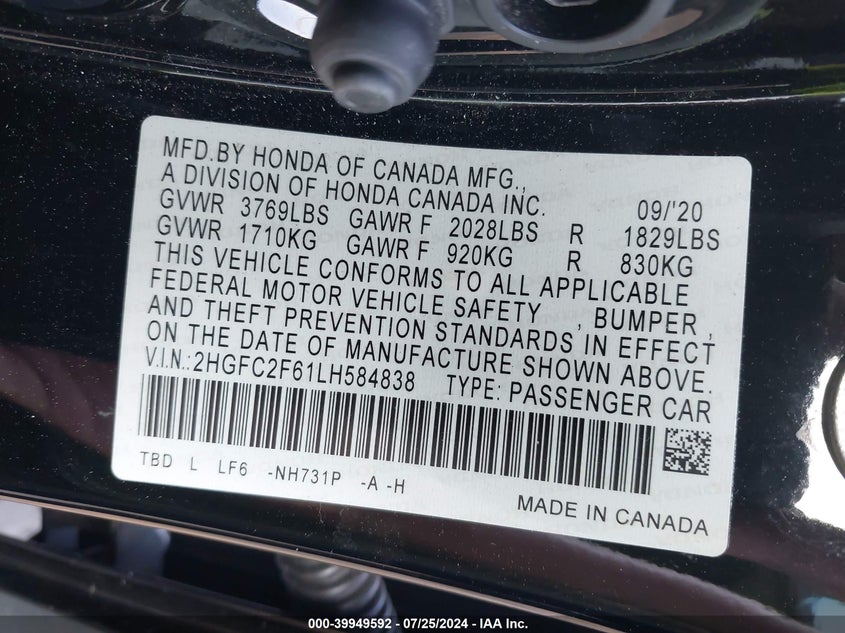 MFD.BY HONDA OF CANADA MFG.,
A DIVISION OF HONDA CANADA INC. 09/'20
GVWR 3769LBS GAWR F 2028LBS R 1829LBS
GVWR 1710KG GAWR F 920KG R 830KG
THIS VEHICLE CONFORMS TO ALL APPLICABLE
FEDERAL MOTOR VEHICLE SAFETY , BUMPER ,
AND THEFT PREVENTION STANDARDS IN EFFECT
ON THE DATE OF MANUFACTURE SHOWN ABOVE.
V.I.N.:2HGFC2F61LH584838 TYPE:PASSENGER CAR
TBD L LF6 -NH731P -A -H
MADE IN CANADA
000-39949592 - 07/25/2024 - IAA Inc.